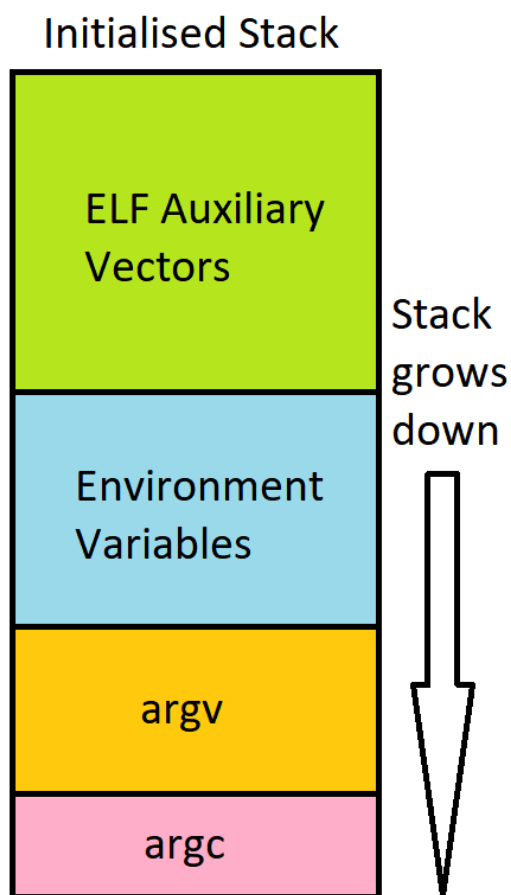 Initialised Stack
ELF Auxiliary
Vectors
Stack
grows
down
Environment
Variables
argv
argc